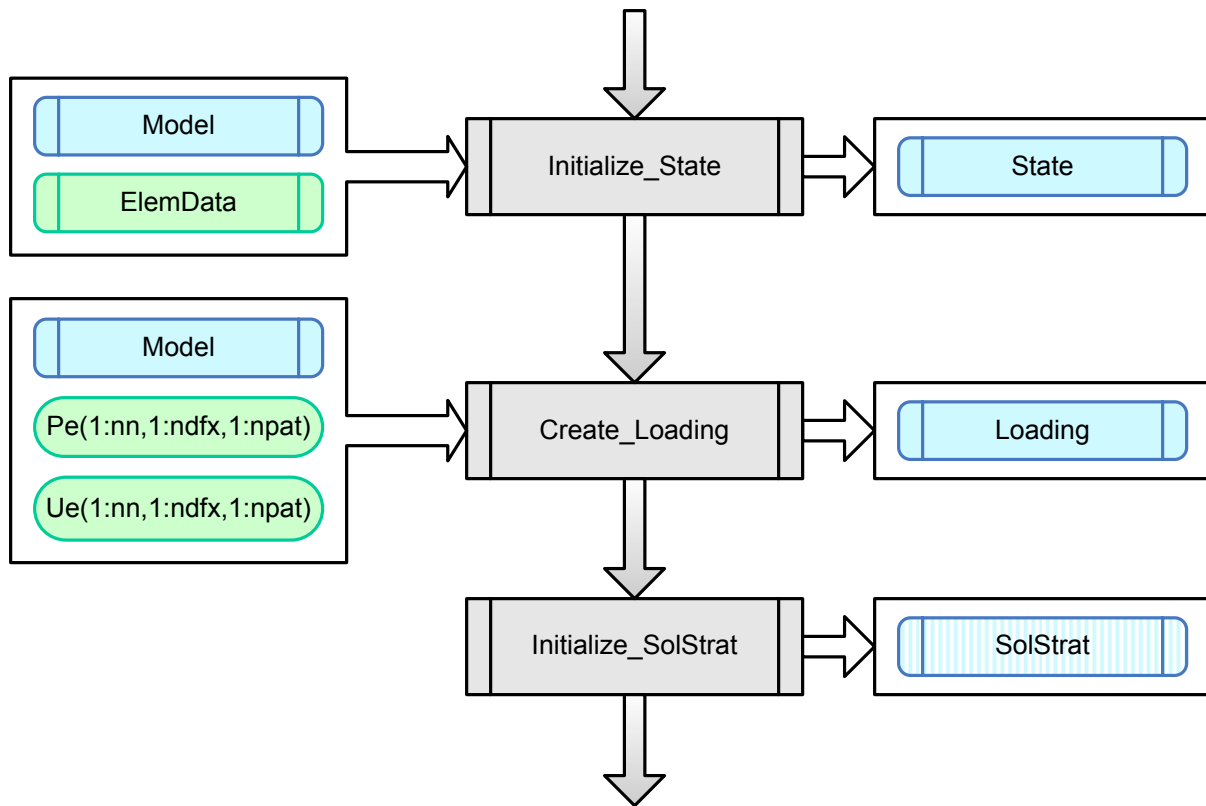 Model
ElemData
Initialize_State
State
Model
Pe(1:nn,1:ndfx,1:npat)
Ue(1:nn,1:ndfx,1:npat)
Create_Loading
Loading
Initialize_SolStrat
SolStrat